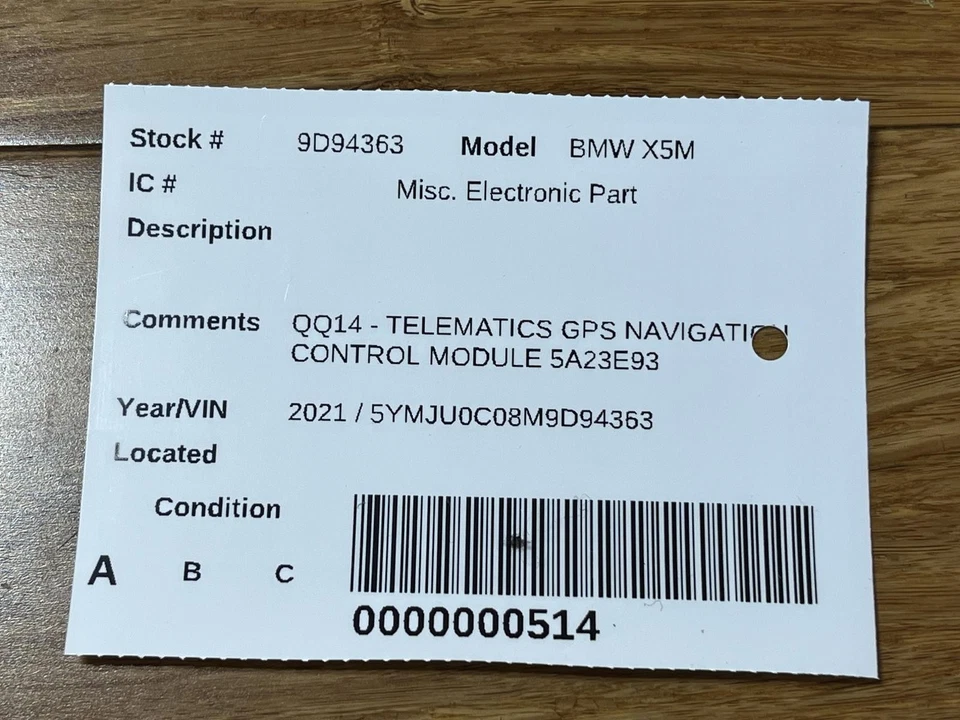 Stock # 9D94363 Model BMW X5M
IC # Misc. Electronic Part
Description
Comments QQ14 - TELEMATICS GPS NAVIGATION
CONTROL MODULE 5A23E93
Year/VIN 2021 / 5YMJU0C08M9D94363
Located
Condition
A B C
0000000514